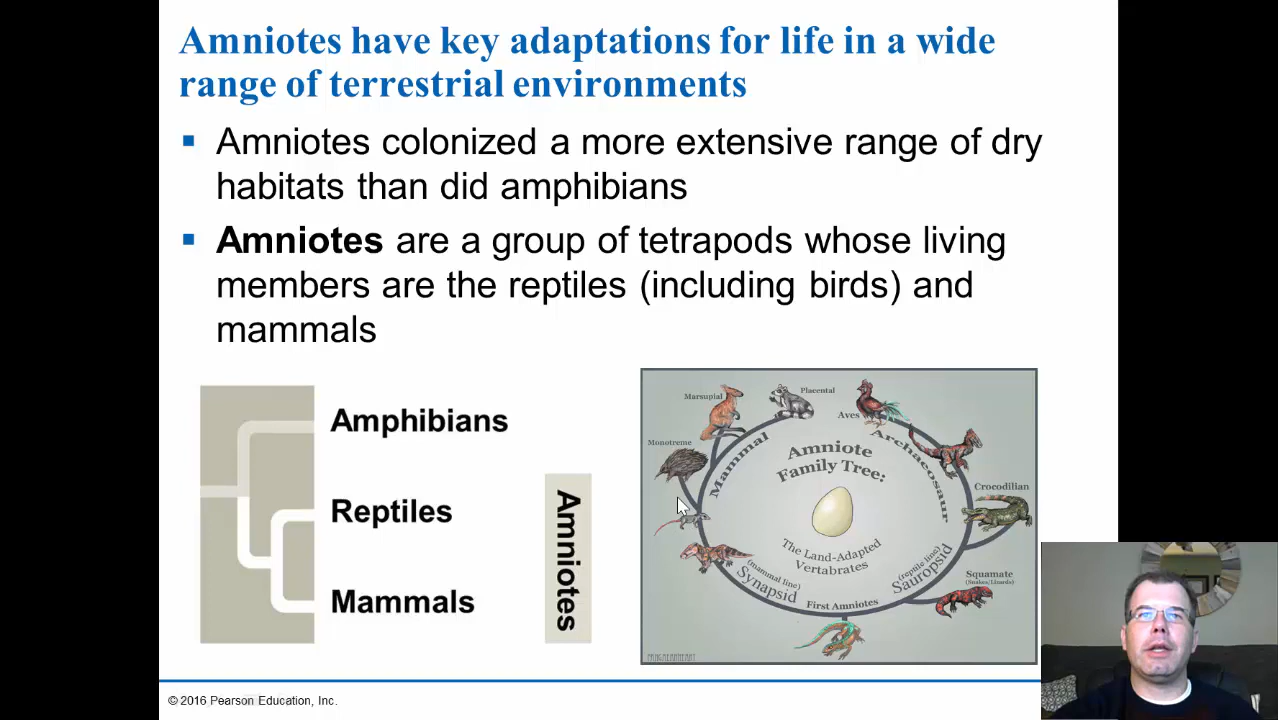 Amniotes have key adaptations for life in a wide
range of terrestrial environments
Amniotes colonized a more extensive range of dry
habitats than did amphibians
Amniotes are a group of tetrapods whose living
members are the reptiles (including birds) and
mammals
Amphibians
Reptiles
Mammals
Amniotes
Marsupial
Placental
Aves
Monotreme
Mammal
Archaeosaur
Amniote
Family Tree:
Crocodilian
The Land-Adapted
Vertabrates
(mammal line)
Synapsid
(reptile line)
Sauropsid
Squamate
(Snakes/Lizards)
First Amniotes
© 2016 Pearson Education, Inc.